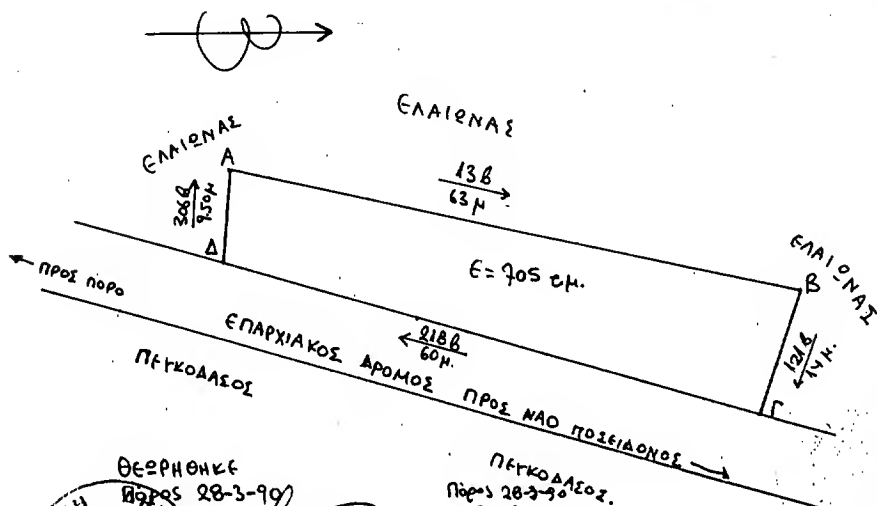 ΕΛΑΙΩΝΑΣ
ΕΛΑΙΩΝΑΣ
Α
306β
9.50μ
13β
63μ
ΕΛΑΙΩΝΑΣ
Δ
Ε=705 τμ.
Β
ΠΡΟΣ ΠΟΡΟ
218β
60μ.
121β
14μ.
Γ
ΕΠΑΡΧΙΑΚΟΣ ΔΡΟΜΟΣ ΠΡΟΣ ΝΑΟ ΠΟΣΕΙΔΟΝΟΣ
ΠΕΥΚΟΔΑΣΟΣ
ΠΕΥΚΟΔΑΣΟΣ.
ΘΕΩΡΗΘΗΚΕ
Πόρος 28-3-90
Πόρος 28-3-90